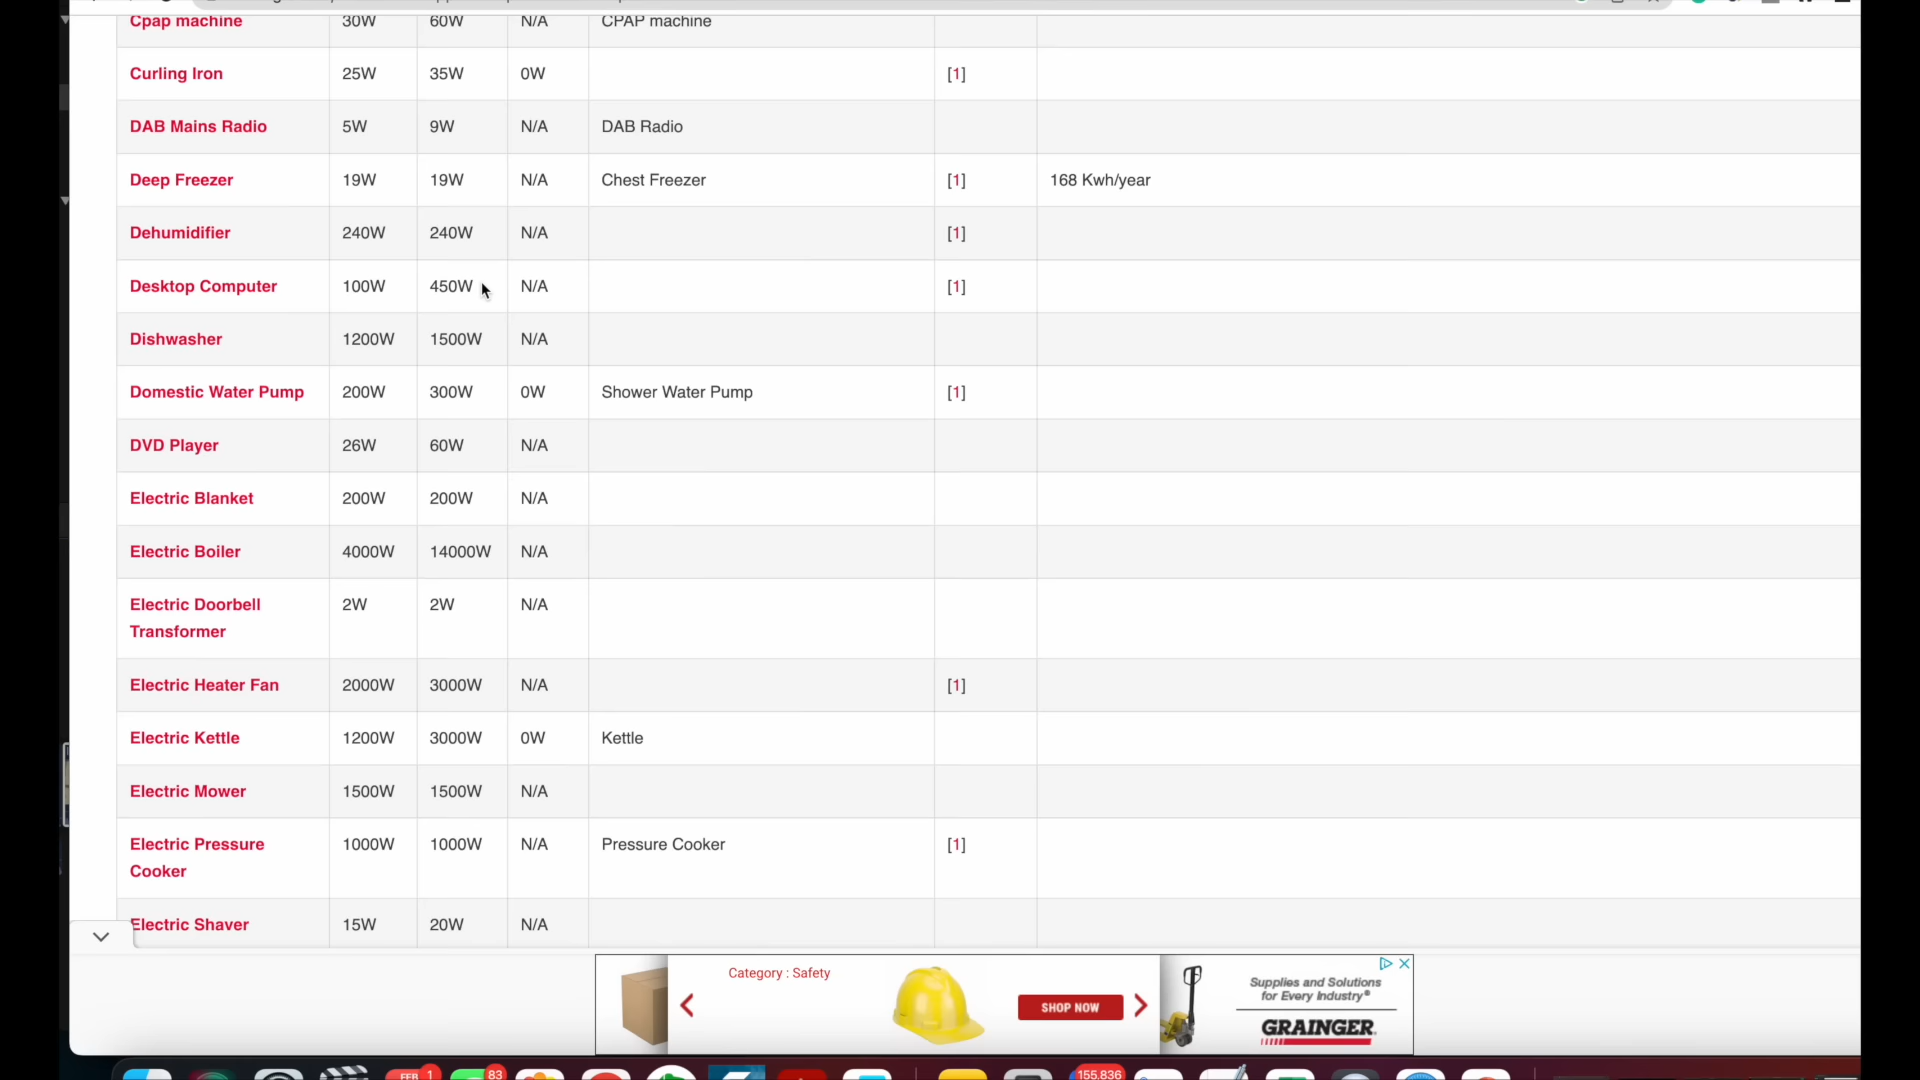 Cpap machine 30W 60W N/A CPAP machine
Curling Iron 25W 35W 0W [1]
DAB Mains Radio 5W 9W N/A DAB Radio
Deep Freezer 19W 19W N/A Chest Freezer [1] 168 Kwh/year
Dehumidifier 240W 240W N/A [1]
Desktop Computer 100W 450W N/A [1]
Dishwasher 1200W 1500W N/A
Domestic Water Pump 200W 300W 0W Shower Water Pump [1]
DVD Player 26W 60W N/A
Electric Blanket 200W 200W N/A
Electric Boiler 4000W 14000W N/A
Electric Doorbell 2W 2W N/A
Transformer
Electric Heater Fan 2000W 3000W N/A [1]
Electric Kettle 1200W 3000W 0W Kettle
Electric Mower 1500W 1500W N/A
Electric Pressure 1000W 1000W N/A Pressure Cooker [1]
Cooker
Electric Shaver 15W 20W N/A
Category : Safety
SHOP NOW
Supplies and Solutions
for Every Industry®
GRAINGER
FEB 1 83 155,836